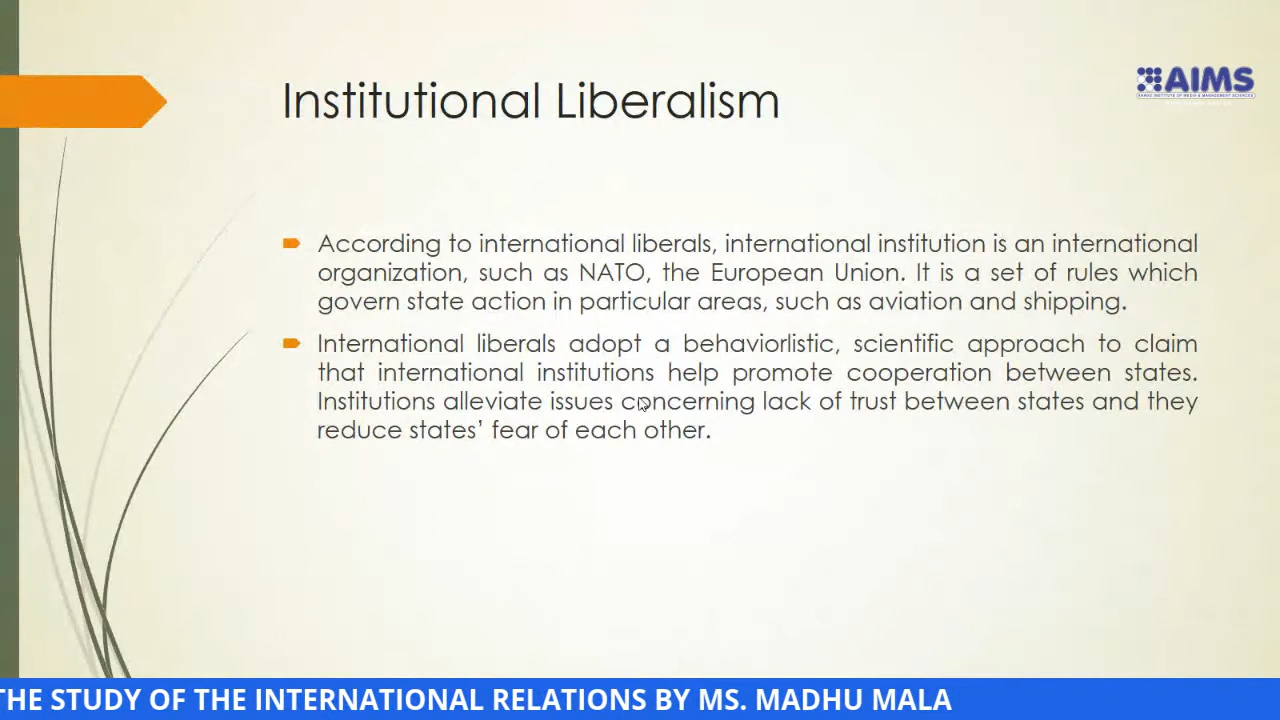 Institutional Liberalism
AIMS
According to international liberals, international institution is an international
organization, such as NATO, the European Union. It is a set of rules which
govern state action in particular areas, such as aviation and shipping.
International liberals adopt a behaviorlistic, scientific approach to claim
that international institutions help promote cooperation between states.
Institutions alleviate issues concerning lack of trust between states and they
reduce states’ fear of each other.
THE STUDY OF THE INTERNATIONAL RELATIONS BY MS. MADHU MALA